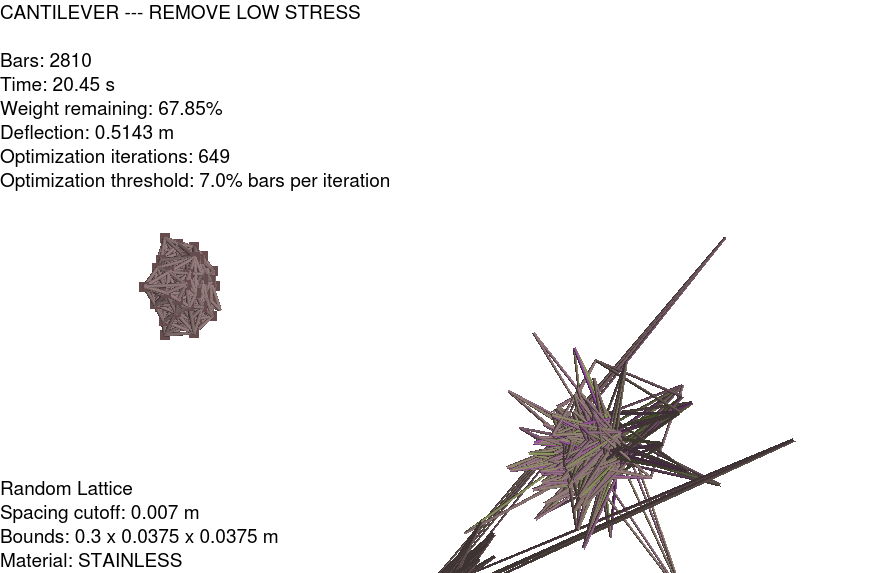 CANTILEVER --- REMOVE LOW STRESS
Bars: 2810
Time: 20.45 s
Weight remaining: 67.85%
Deflection: 0.5143 m
Optimization iterations: 649
Optimization threshold: 7.0% bars per iteration
Random Lattice
Spacing cutoff: 0.007 m
Bounds: 0.3 x 0.0375 x 0.0375 m
Material: STAINLESS